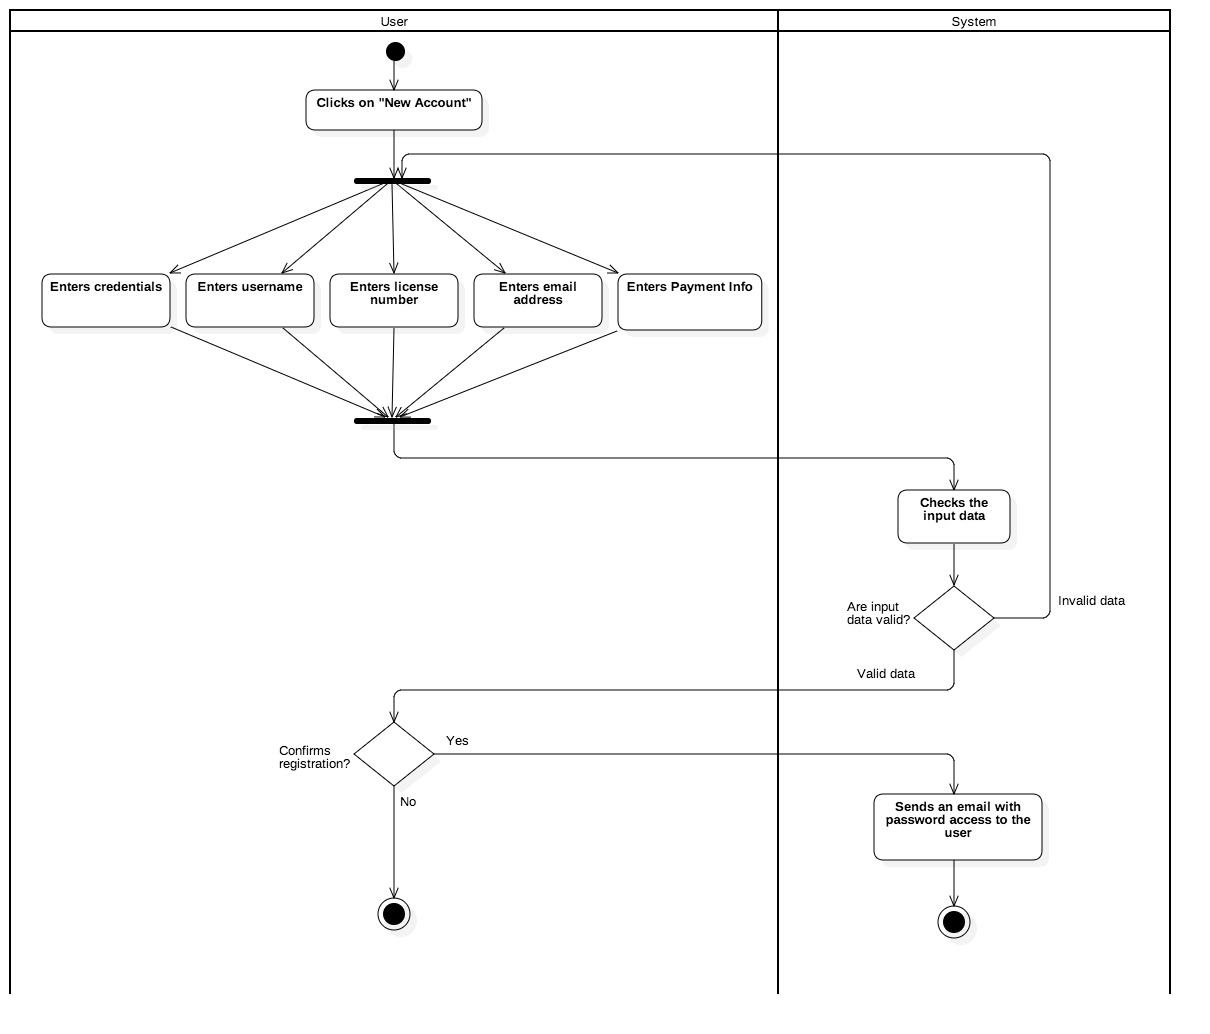 User
System
Clicks on "New Account"
Enters credentials
Enters username
Enters license
number
Enters email
address
Enters Payment Info
Checks the
input data
Are input
data valid?
Invalid data
Valid data
Confirms
registration?
Yes
No
Sends an email with
password access to the
user